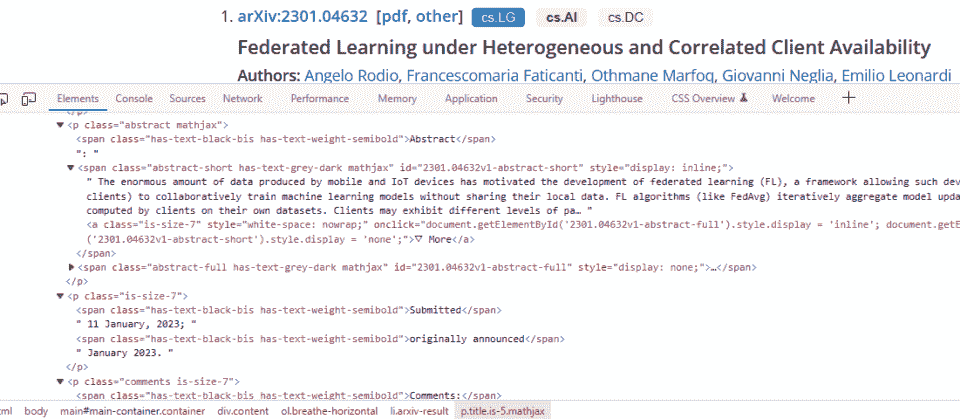 1. arXiv:2301.04632 [pdf, other] cs.LG cs.AI cs.DC
Federated Learning under Heterogeneous and Correlated Client Availability
Authors: Angelo Rodio, Francescomaria Faticanti, Othmane Marfoq, Giovanni Neglia, Emilio Leonardi
Elements Console Sources Network Performance Memory Application Security Lighthouse CSS Overview Welcome
</p>
<p class="abstract mathjax">
<span class="has-text-black-bis has-text-weight-semibold">Abstract</span>
": "
<span class="abstract-short has-text-grey-dark mathjax" id="2301.04632v1-abstract-short" style="display: inline;">
" The enormous amount of data produced by mobile and IoT devices has motivated the development of federated learning (FL), a framework allowing such dev
clients) to collaboratively train machine learning models without sharing their local data. FL algorithms (like FedAvg) iteratively aggregate model upda
computed by clients on their own datasets. Clients may exhibit different levels of pa… "
<a class="is-size-7" style="white-space: nowrap;" onclick="document.getElementById('2301.04632v1-abstract-full').style.display = 'inline'; document.getE
('2301.04632v1-abstract-short').style.display = 'none';">▽ More</a>
</span>
<span class="abstract-full has-text-grey-dark mathjax" id="2301.04632v1-abstract-full" style="display: none;">…</span>
</p>
<p class="is-size-7">
<span class="has-text-black-bis has-text-weight-semibold">Submitted</span>
" 11 January, 2023; "
<span class="has-text-black-bis has-text-weight-semibold">originally announced</span>
" January 2023. "
</p>
<p class="comments is-size-7">
<span class="has-text-black-bis has-text-weight-semibold">Comments:</span>
tml body main#main-container.container div.content ol.breathe-horizontal li.arxiv-result p.title.is-5.mathjax